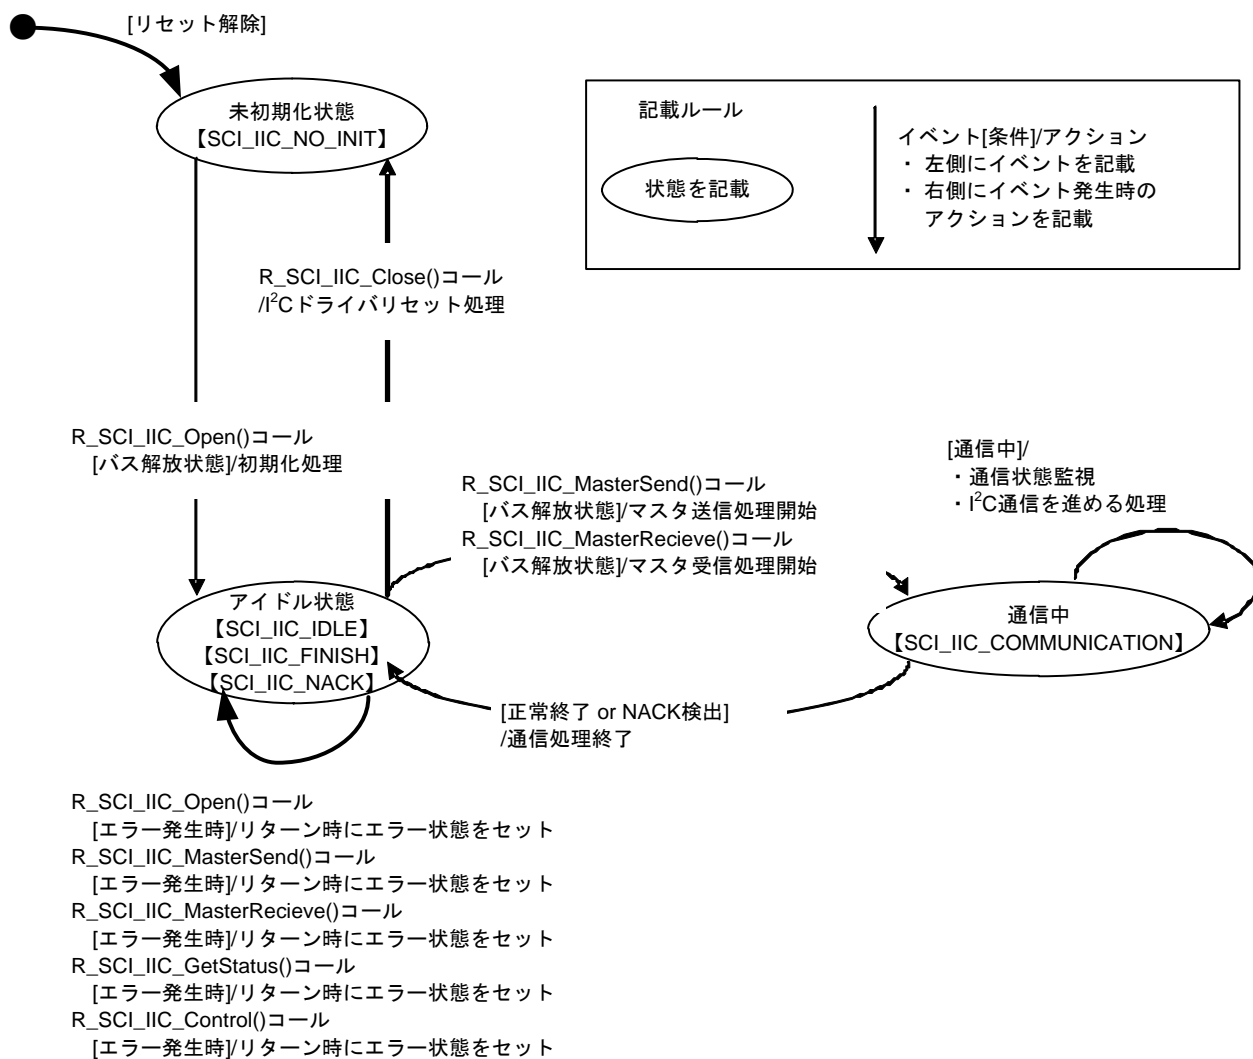 [リセット解除]
未初期化状態
【SCI_IIC_NO_INIT】
記載ルール
状態を記載
イベント[条件]/アクション
・ 左側にイベントを記載
・ 右側にイベント発生時の
アクションを記載
R_SCI_IIC_Close()コール
/I²Cドライバリセット処理
R_SCI_IIC_Open()コール
[バス解放状態]/初期化処理
R_SCI_IIC_MasterSend()コール
[バス解放状態]/マスタ送信処理開始
R_SCI_IIC_MasterRecieve()コール
[バス解放状態]/マスタ受信処理開始
[通信中]/
・通信状態監視
・I²C通信を進める処理
アイドル状態
【SCI_IIC_IDLE】
【SCI_IIC_FINISH】
【SCI_IIC_NACK】
通信中
【SCI_IIC_COMMUNICATION】
[正常終了 or NACK検出]
/通信処理終了
R_SCI_IIC_Open()コール
[エラー発生時]/リターン時にエラー状態をセット
R_SCI_IIC_MasterSend()コール
[エラー発生時]/リターン時にエラー状態をセット
R_SCI_IIC_MasterRecieve()コール
[エラー発生時]/リターン時にエラー状態をセット
R_SCI_IIC_GetStatus()コール
[エラー発生時]/リターン時にエラー状態をセット
R_SCI_IIC_Control()コール
[エラー発生時]/リターン時にエラー状態をセット